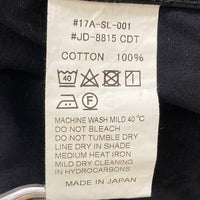 #17A-SL-001
#JD-8815 CDT
COTTON 100%
40
F
MACHINE WASH MILD 40°C
DO NOT BLEACH
DO NOT TUMBLE DRY
LINE DRY IN SHADE
MEDIUM HEAT IRON
MILD DRY CLEANING
IN HYDROCARBONS
MADE IN JAPAN